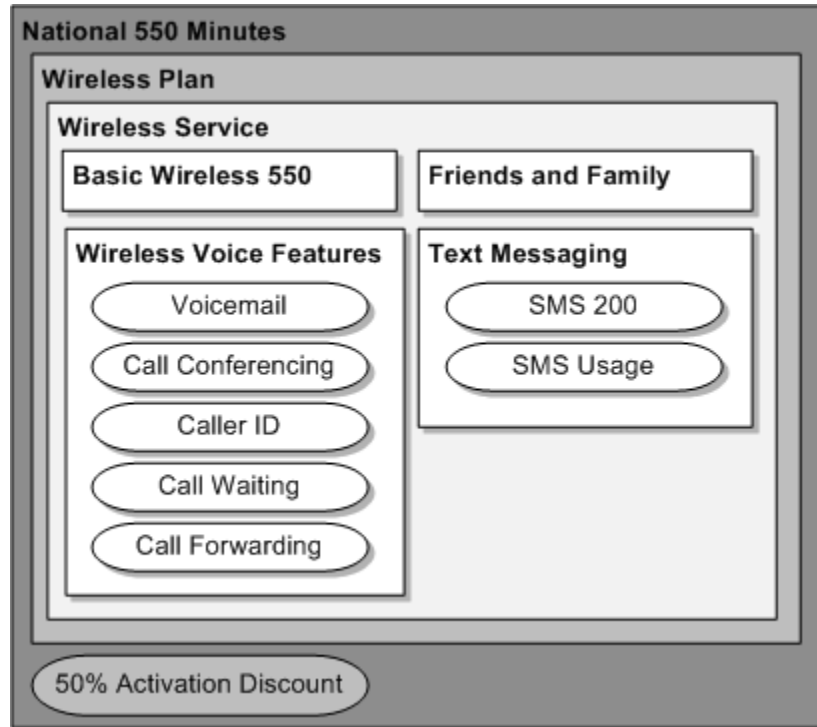 National 550 Minutes
Wireless Plan
Wireless Service
Basic Wireless 550
Friends and Family
Wireless Voice Features
Voicemail
Call Conferencing
Caller ID
Call Waiting
Call Forwarding
Text Messaging
SMS 200
SMS Usage
50% Activation Discount